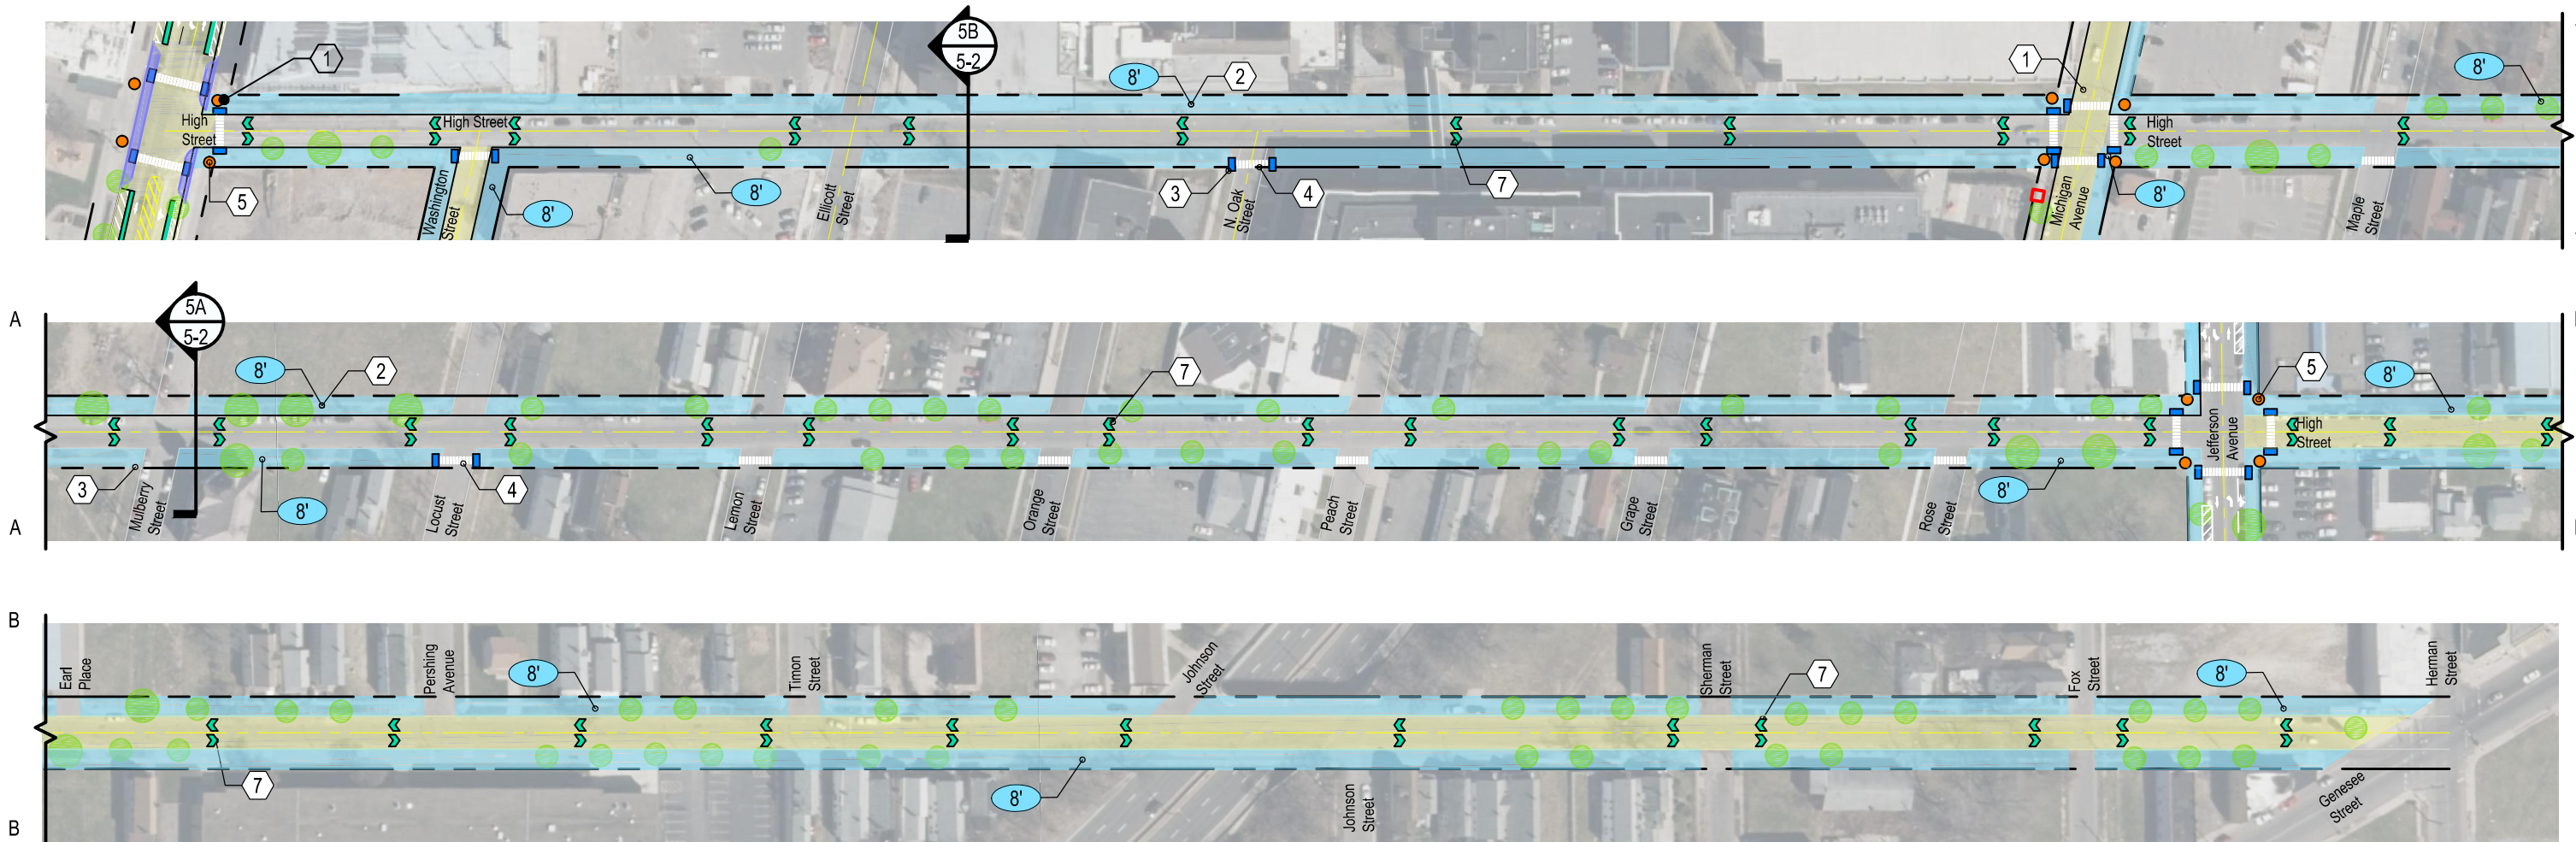 5B
5-2
1
8'
2
1
8'
High
Street
High Street
High
Street
5
Washington
Street
8'
8'
Ellicott
Street
3
N. Oak
Street
4
7
Michigan
Avenue
8'
Maple
Street
A
5A
5-2
8'
2
7
5
8'
High
Street
Jefferson
Avenue
3
Mulberry
Street
8'
Locust
Street
4
Lemon
Street
Orange
Street
Peach
Street
Grape
Street
Rose
Street
8'
A
B
Earl
Place
Pershing
Avenue
8'
Timon
Street
Johnson
Street
Sherman
Street
7
Fox
Street
8'
Herman
Street
7
8'
Johnson
Street
Genesee
Street
B